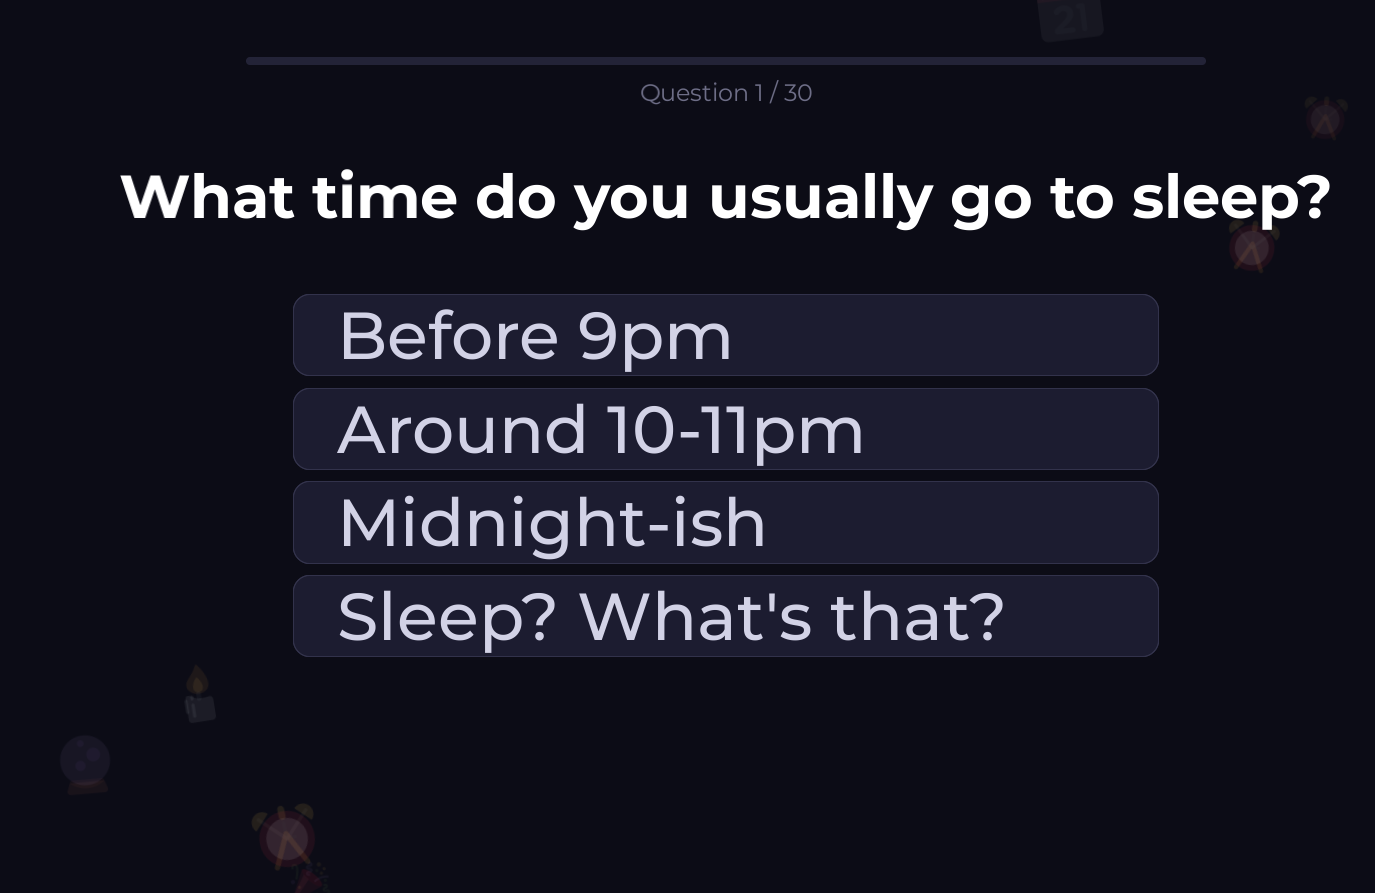 21
Question 1 / 30
What time do you usually go to sleep?
Before 9pm
Around 10-11pm
Midnight-ish
Sleep? What's that?